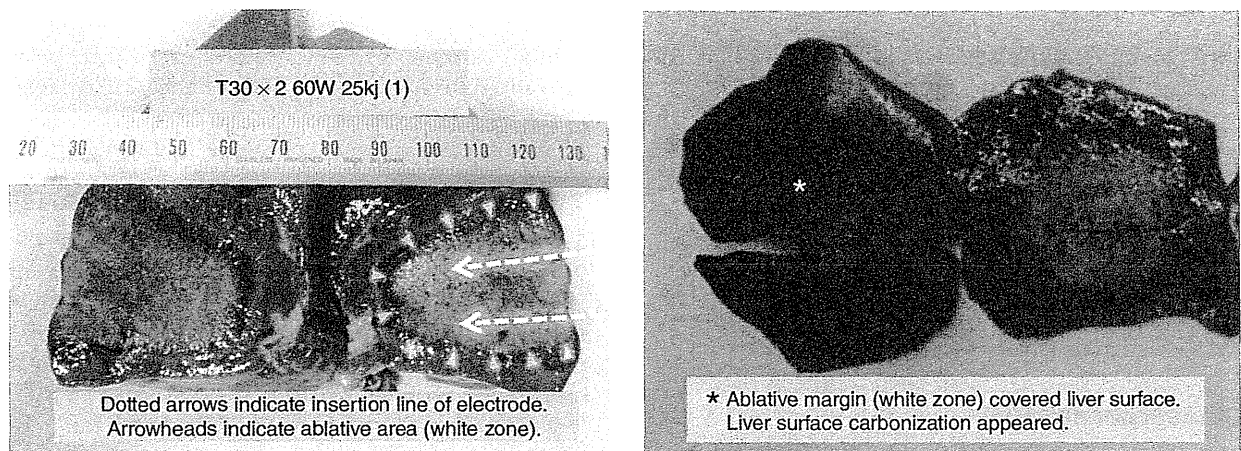 T30 × 2 60W 25kj (1)
20 30 40 50 60 70 80 90 100 110 120 130
Dotted arrows indicate insertion line of electrode.
Arrowheads indicate ablative area (white zone).
* Ablative margin (white zone) covered liver surface.
Liver surface carbonization appeared.